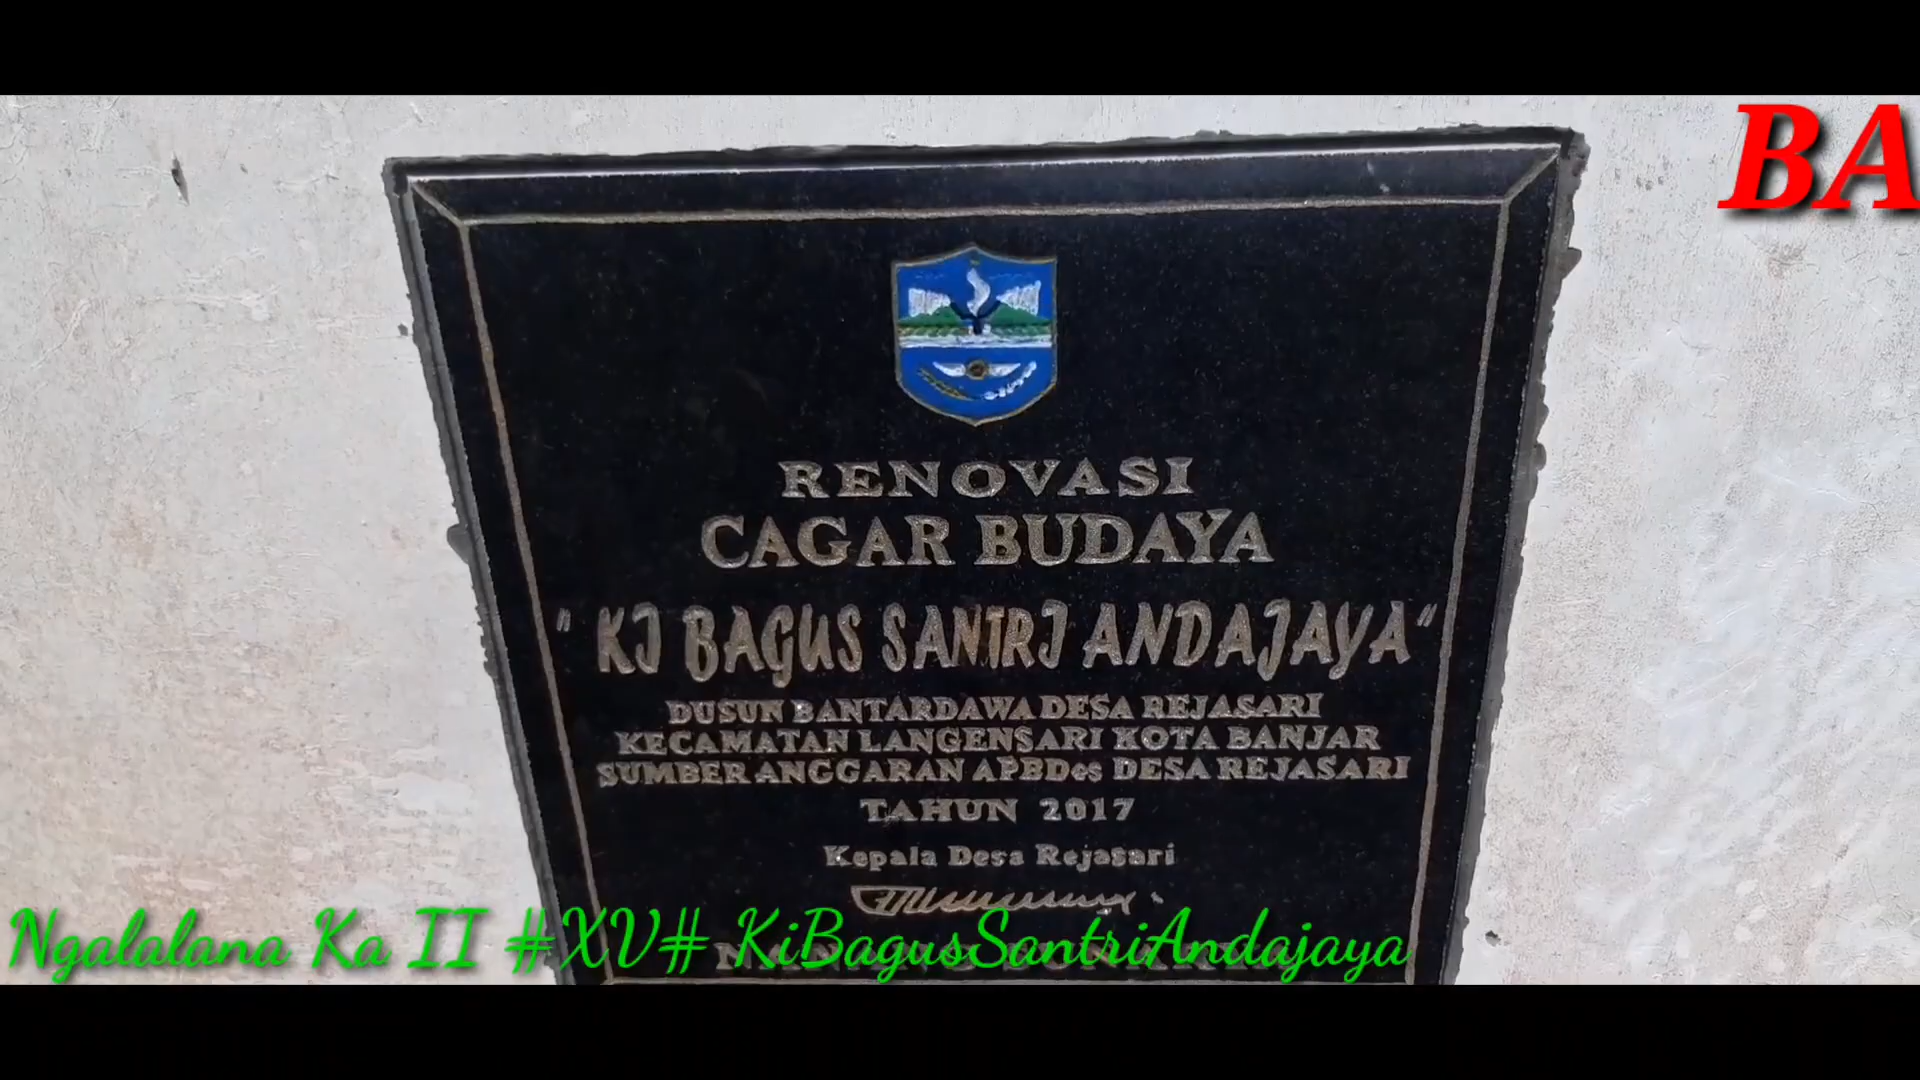 BA
RENOVASI
CAGAR BUDAYA
" KI BAGUS SANTRI ANDAJAYA "
DUSUN BANTARDAWA DESA REJASARI
KECAMATAN LANGENSARI KOTA BANJAR
SUMBER ANGGARAN APBDes DESA REJASARI
TAHUN 2017
Kepala Desa Rejasari
Ngalalana Ka II #XV# KiBagusSantriAndajaya